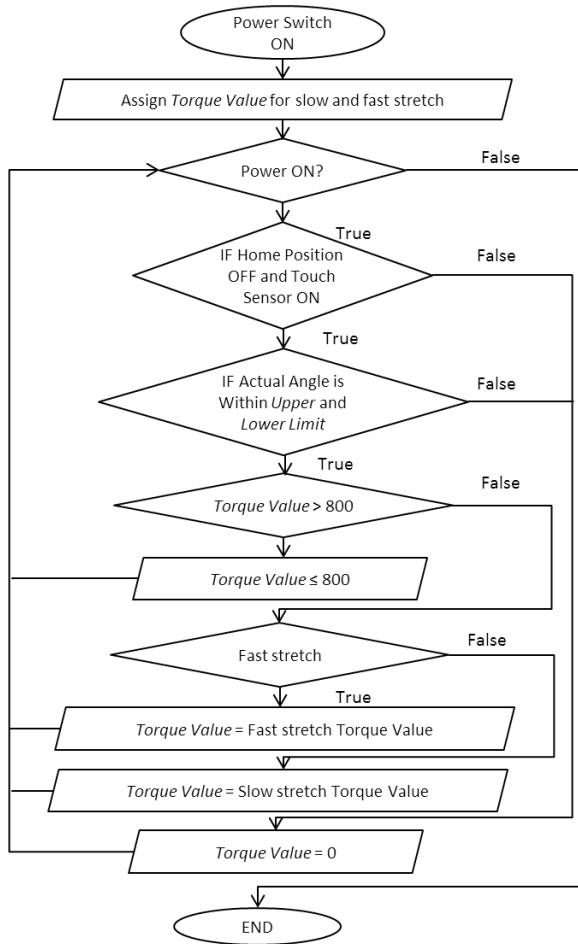 Power Switch
ON
Assign Torque Value for slow and fast stretch
Power ON?
False
True
IF Home Position
OFF and Touch
Sensor ON
False
True
IF Actual Angle is
Within Upper and
Lower Limit
False
True
Torque Value > 800
False
Torque Value ≤ 800
Fast stretch
False
True
Torque Value = Fast stretch Torque Value
Torque Value = Slow stretch Torque Value
Torque Value = 0
END